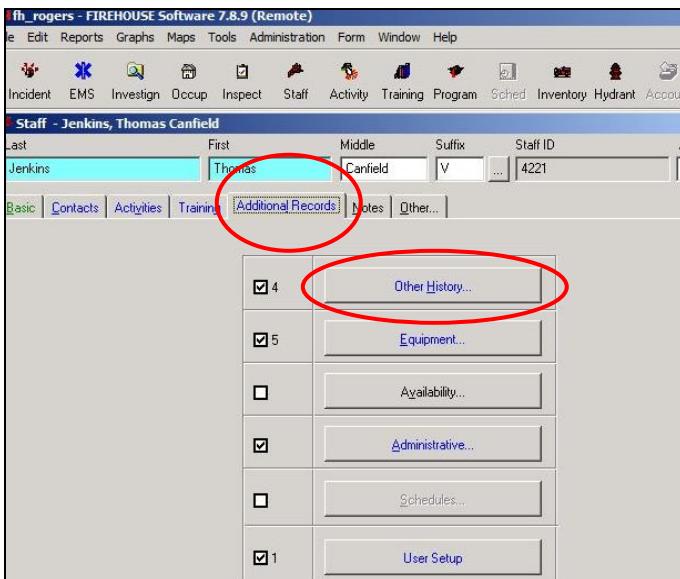 fh_rogers - FIREHOUSE Software 7.8.9 (Remote)
le Edit Reports Graphs Maps Tools Administration Form Window Help
Incident EMS Investign Occup Inspect Staff Activity Training Program Sched Inventory Hydrant Accou
Staff - Jenkins, Thomas Canfield
Last First Middle Suffix Staff ID
Jenkins Thomas Canfield V ... 4221
Basic Contacts Activities Training Additional Records Notes Other...
4 Other History...
5 Equipment...
Availability...
Administrative...
Schedules...
1 User Setup